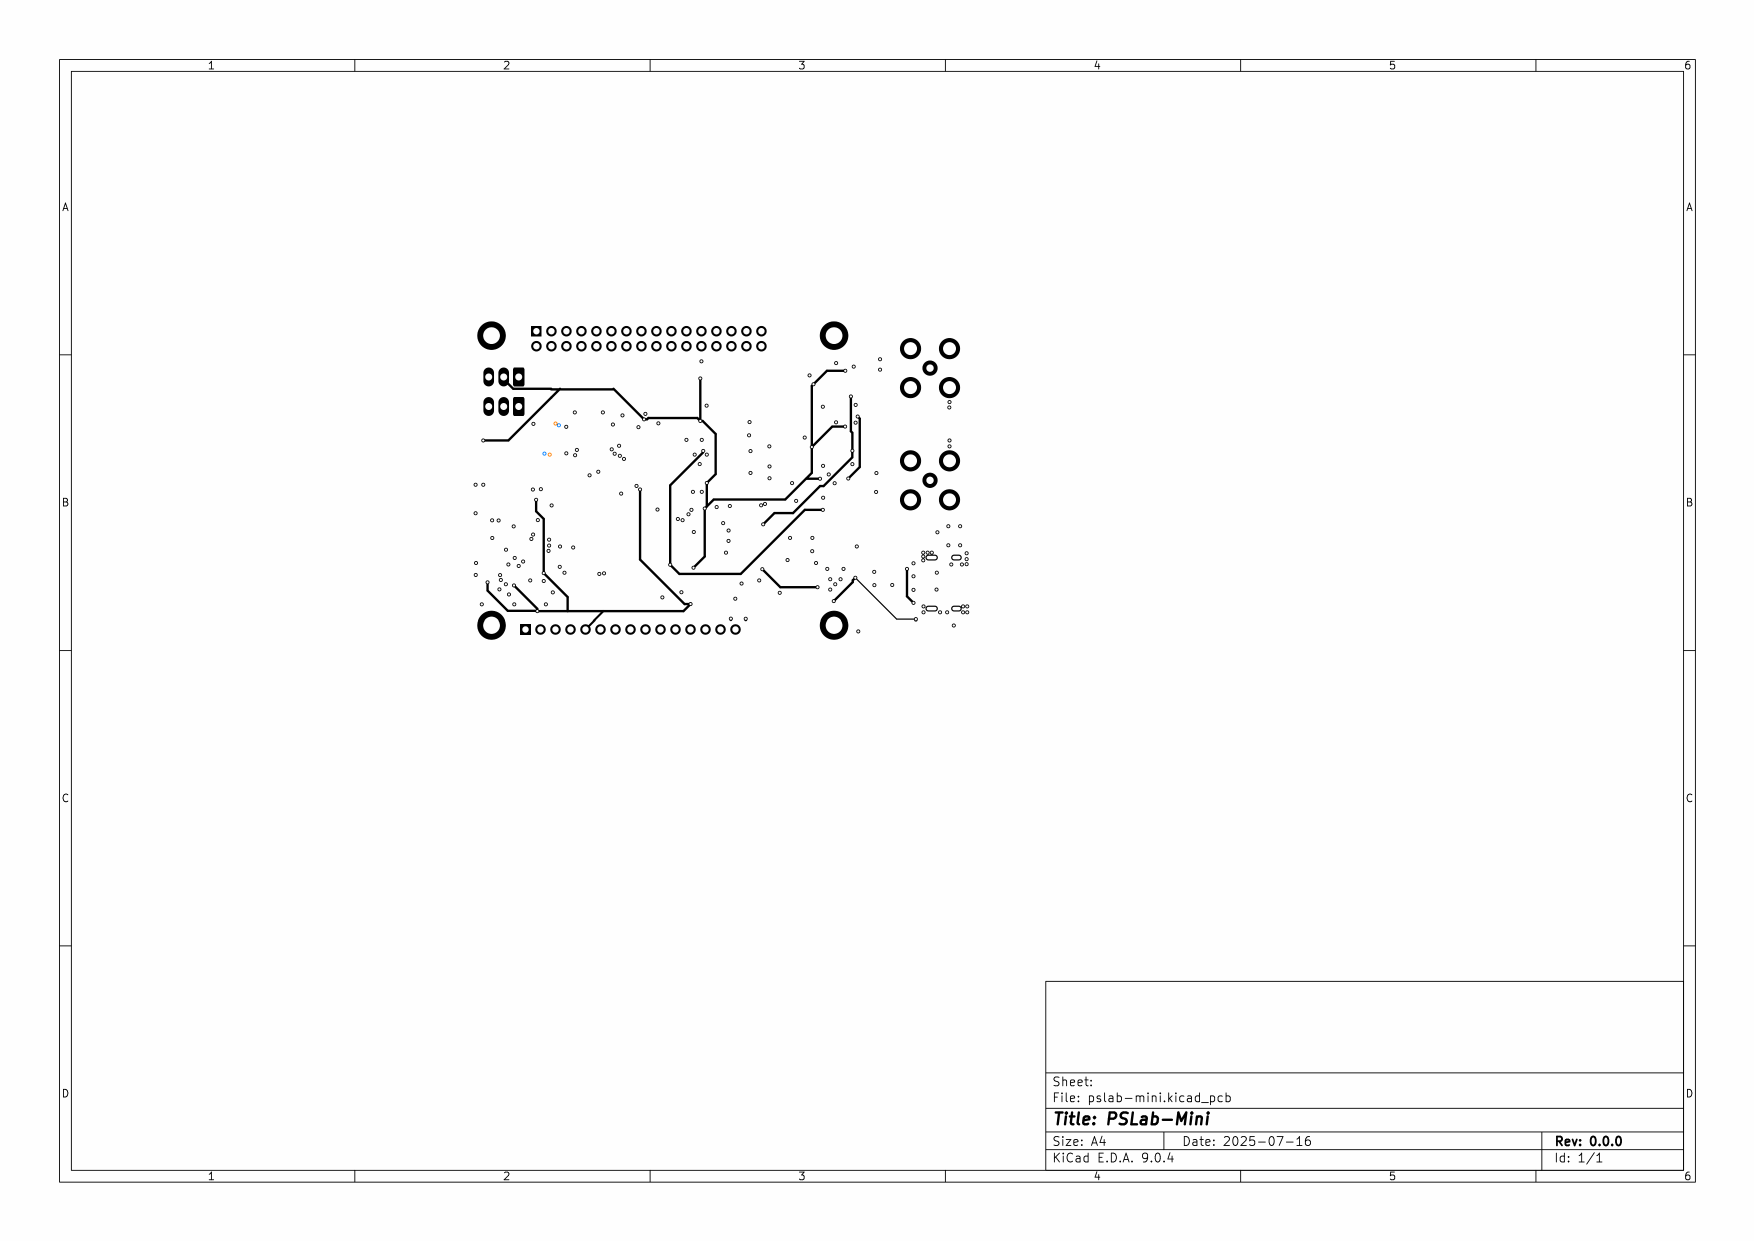 1 2 3 4 5 6
A A
B B
C C
D D
Sheet:
File: pslab-mini.kicad_pcb
Title: PSLab-Mini
Size: A4 Date: 2025-07-16 Rev: 0.0.0
KiCad E.D.A. 9.0.4 Id: 1/1
1 2 3 4 5 6